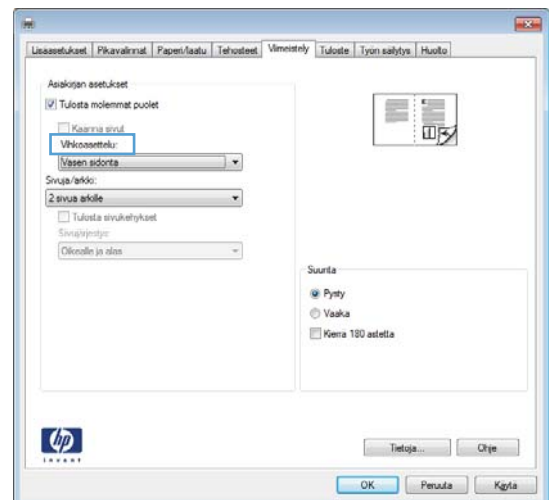 Lisäasetukset Pikavalinnat Paperi/laatu Tehosteet Viimeistely Tuloste Työn säilytys Huolto
Asiakirjan asetukset
Tulosta molemmat puolet
Käännä sivut
Vihkoasettelu:
Vasen sidonta
Sivuja/arkki:
2 sivua arkille
Tulosta sivukehykset
Sivujärjestys:
Oikealle ja alas
Suunta
Pysty
Vaaka
Kierrä 180 astetta
hp
invent
Tietoja... Ohje
OK Peruuta Käytä